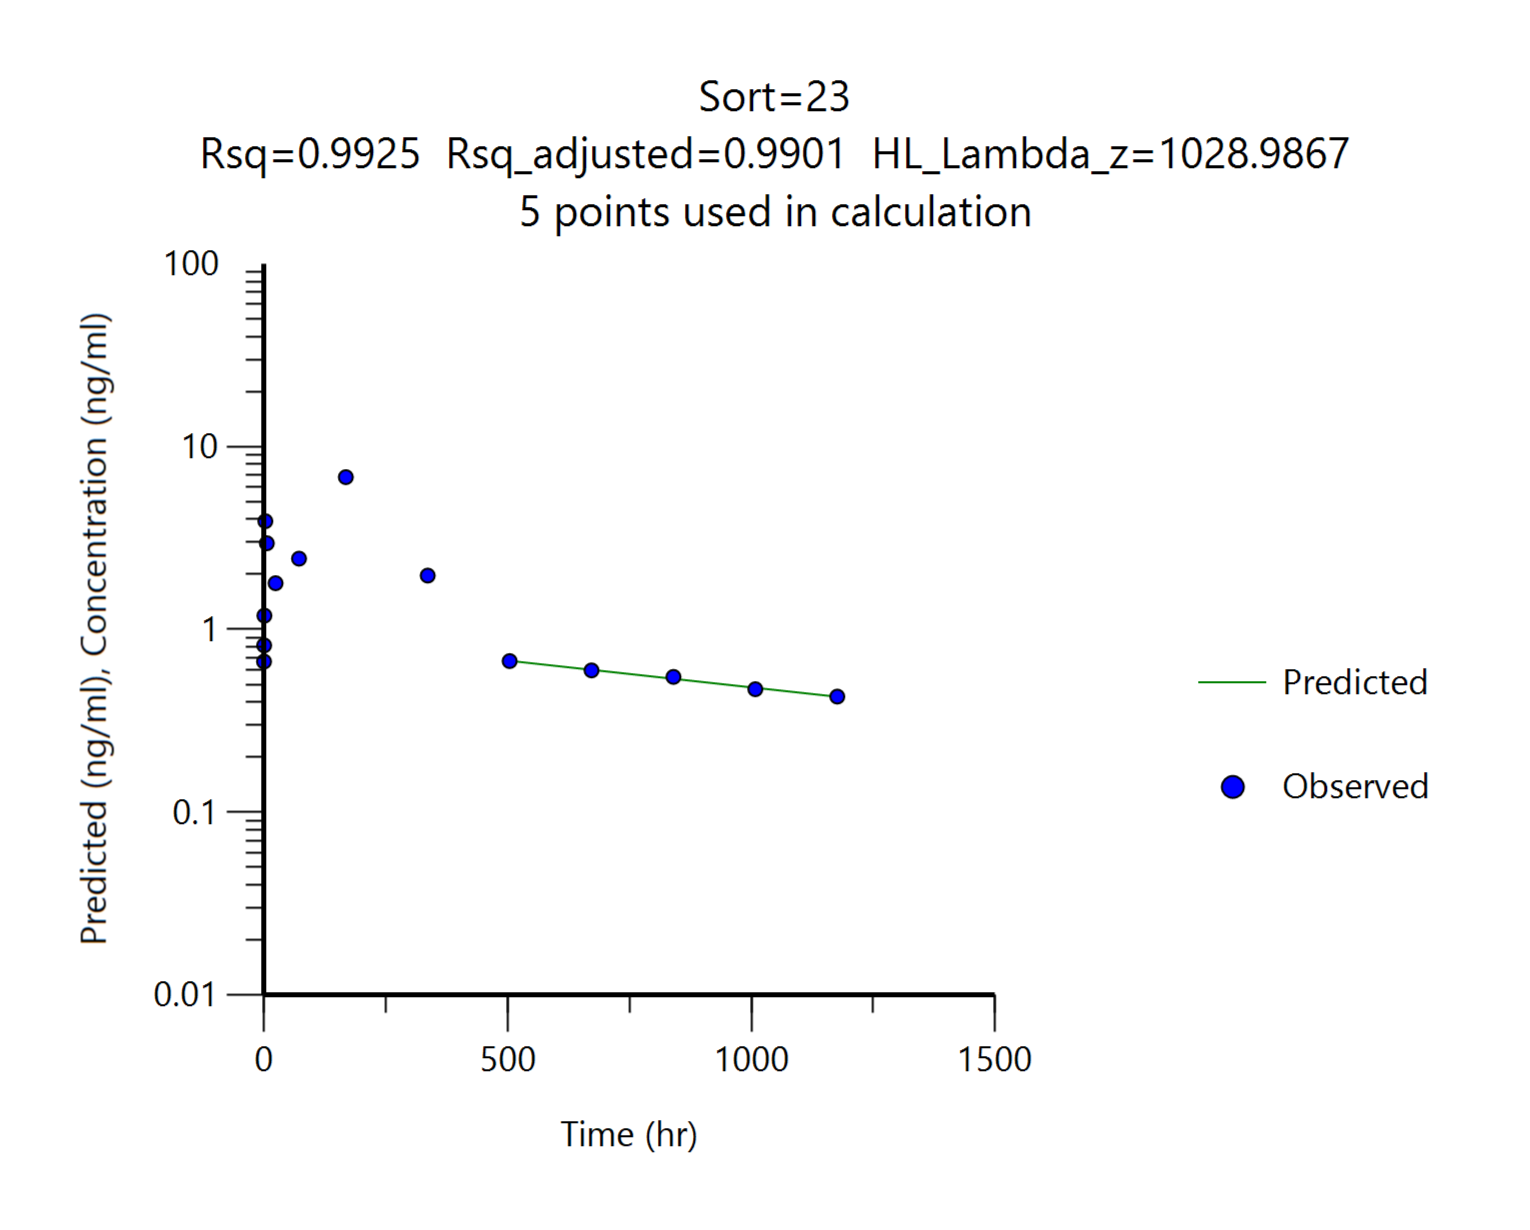 Sort=23
Rsq=0.9925 Rsq_adjusted=0.9901 HL_Lambda_z=1028.9867
5 points used in calculation
Predicted (ng/ml), Concentration (ng/ml)
100
10
1
0.1
0.01
0
500
1000
1500
Time (hr)
Predicted
Observed